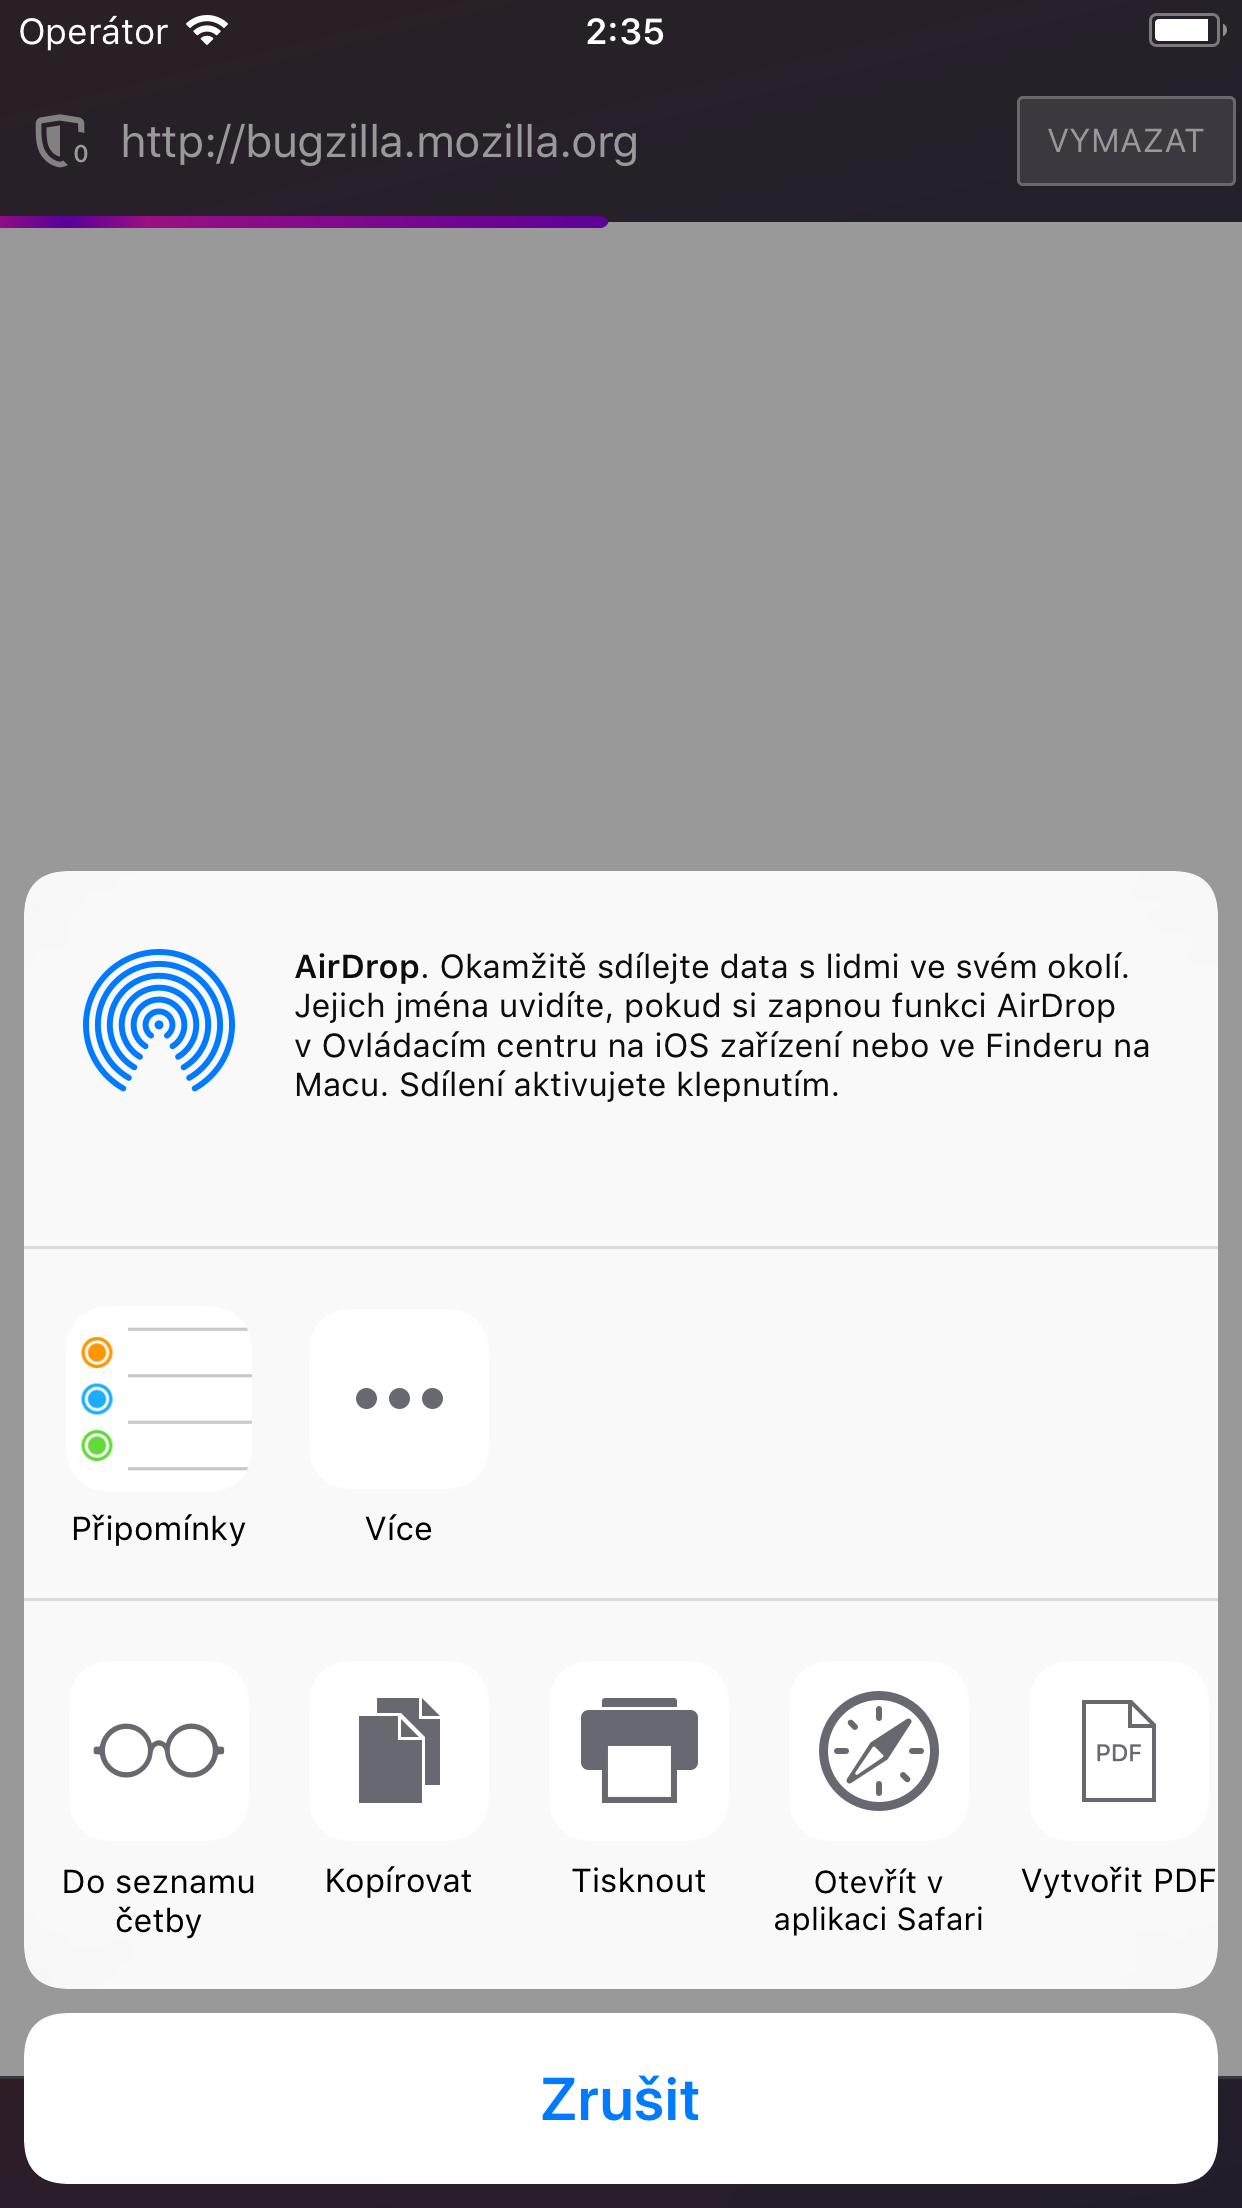 Operátor
2:35
0
http://bugzilla.mozilla.org
VYMAZAT
AirDrop. Okamžitě sdílejte data s lidmi ve svém okolí.
Jejich jména uvidíte, pokud si zapnou funkci AirDrop
v Ovládacím centru na iOS zařízení nebo ve Finderu na
Macu. Sdílení aktivujete klepnutím.
Připomínky
Více
PDF
Do seznamu
četby
Kopírovat
Tisknout
Otevřít v
aplikaci Safari
Vytvořit PDF
Zrušit